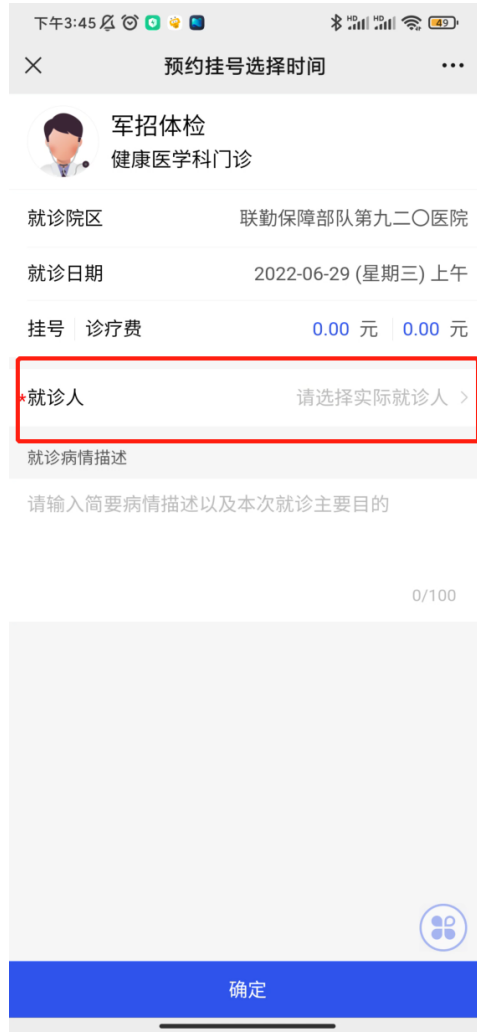 下午3:45 49
预约挂号选择时间
军招体检
健康医学科门诊
就诊院区 联勤保障部队第九二〇医院
就诊日期 2022-06-29 (星期三) 上午
挂号 诊疗费 0.00 元 0.00 元
*就诊人 请选择实际就诊人
就诊病情描述
请输入简要病情描述以及本次就诊主要目的
0/100
确定